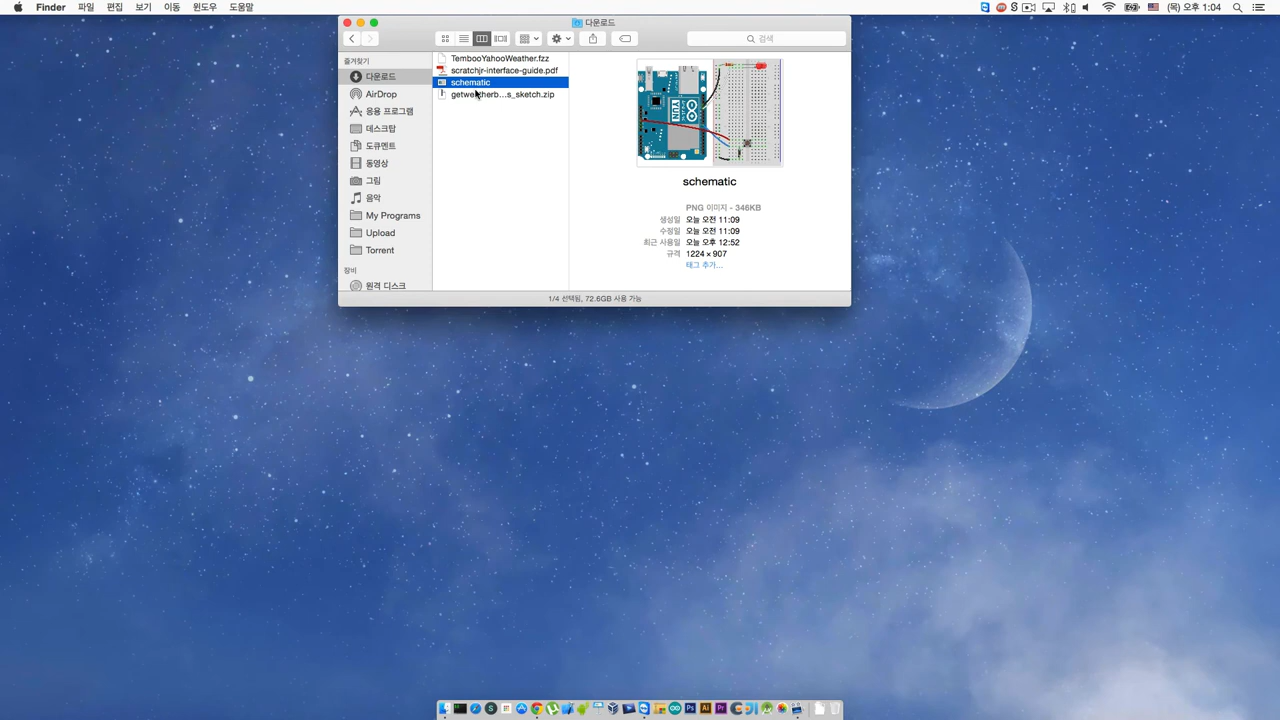 Finder 파일 편집 보기 이동 윈도우 도움말 (목) 오후 1:04
다운로드
검색
즐겨찾기
다운로드
AirDrop
응용 프로그램
데스크탑
도큐멘트
동영상
그림
음악
My Programs
Upload
Torrent
장비
원격 디스크
TembooYahooWeather.fzz
scratchjr-interface-guide.pdf
schematic
getweatherb...s_sketch.zip
schematic
PNG 이미지 - 346KB
생성일 오늘 오전 11:09
수정일 오늘 오전 11:09
최근 사용일 오늘 오후 12:52
규격 1224 × 907
태그 추가...
1/4 선택됨, 72.6GB 사용 가능